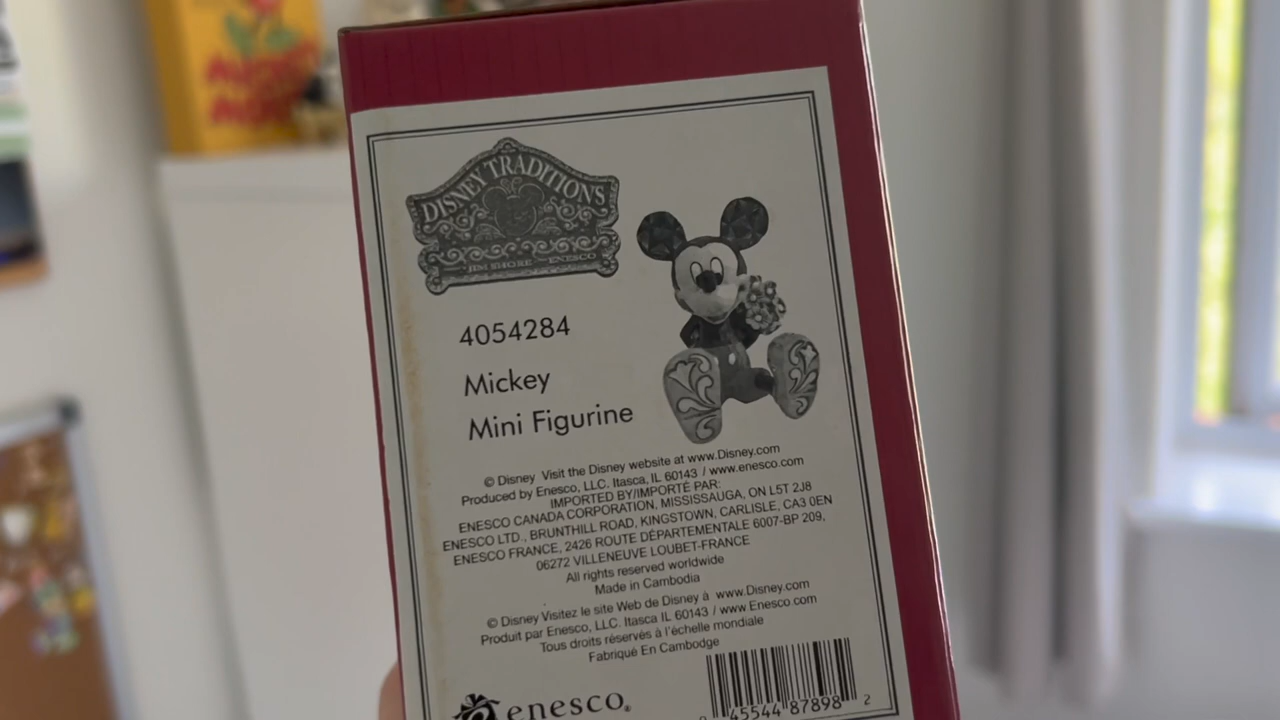 DISNEY TRADITIONS
JIM SHORE ENESCO
4054284
Mickey
Mini Figurine
© Disney Visit the Disney website at www.Disney.com
Produced by Enesco, LLC. Itasca, IL 60143 / www.enesco.com
IMPORTED BY/IMPORTÉ PAR:
ENESCO CANADA CORPORATION, MISSISSAUGA, ON L5T 2J8
ENESCO LTD., BRUNTHILL ROAD, KINGSTOWN, CARLISLE, CA3 0EN
ENESCO FRANCE, 2426 ROUTE DÉPARTEMENTALE 6007-BP 209,
06272 VILLENEUVE LOUBET-FRANCE
All rights reserved worldwide
Made in Cambodia
© Disney Visitez le site Web de Disney à www.Disney.com
Produit par Enesco, LLC. Itasca IL 60143 / www Enesco.com
Tous droits réservés à l'échelle mondiale
Fabriqué En Cambodge
enesco®
0 45544 87898 2